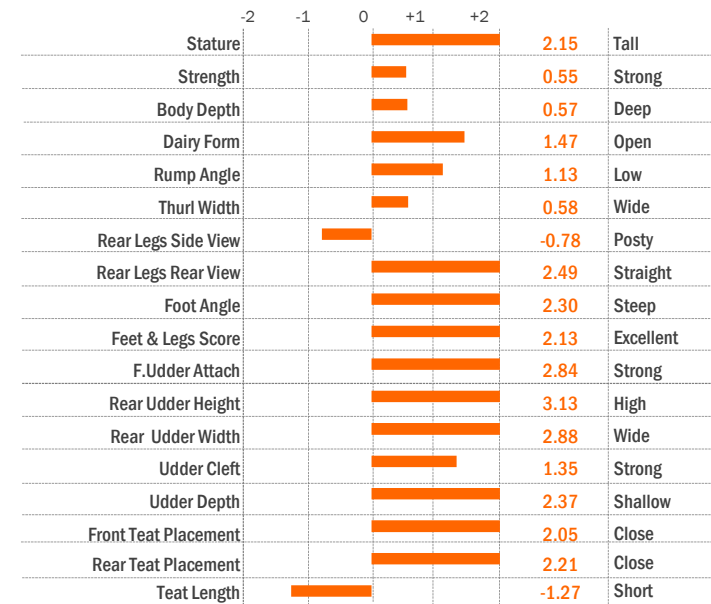 -2 -1 0 +1 +2
Stature 2.15 Tall
Strength 0.55 Strong
Body Depth 0.57 Deep
Dairy Form 1.47 Open
Rump Angle 1.13 Low
Thurl Width 0.58 Wide
Rear Legs Side View -0.78 Posty
Rear Legs Rear View 2.49 Straight
Foot Angle 2.30 Steep
Feet & Legs Score 2.13 Excellent
F.Udder Attach 2.84 Strong
Rear Udder Height 3.13 High
Rear Udder Width 2.88 Wide
Udder Cleft 1.35 Strong
Udder Depth 2.37 Shallow
Front Teat Placement 2.05 Close
Rear Teat Placement 2.21 Close
Teat Length -1.27 Short